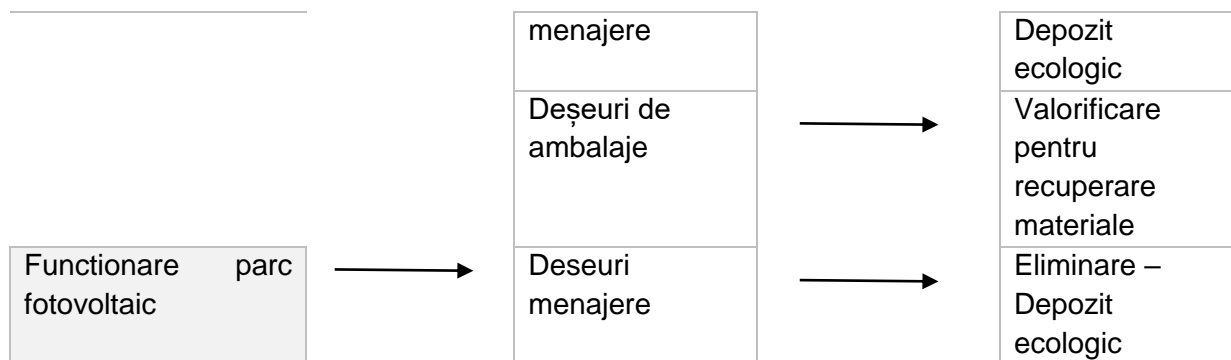 menajere
Depozit
ecologic
Deșeuri de
ambalaje
Valorificare
pentru
recuperare
materiale
Functionare parc
fotovoltaic
Deseuri
menajere
Eliminare –
Depozit
ecologic